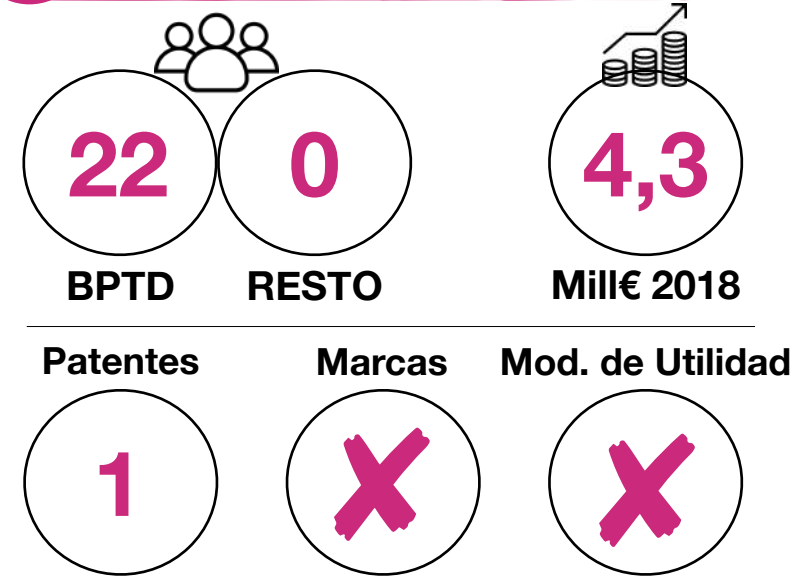 22 0 4,3
BPTD RESTO Mill€ 2018
Patentes Marcas Mod. de Utilidad
1